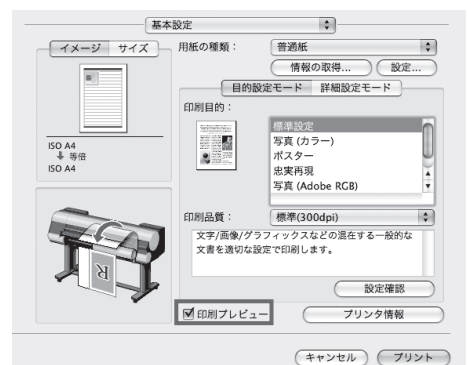 基本設定
イメージ サイズ
用紙の種類： 普通紙
情報の取得... 設定...
目的設定モード 詳細設定モード
印刷目的：
標準設定
写真 (カラー)
ポスター
忠実再現
写真 (Adobe RGB)
ISO A4
等倍
ISO A4
印刷品質： 標準(300dpi)
文字/画像/グラフィックスなどの混在する一般的な
文書を適切な設定で印刷します。
設定確認
印刷プレビュー
プリンタ情報
キャンセル プリント
R